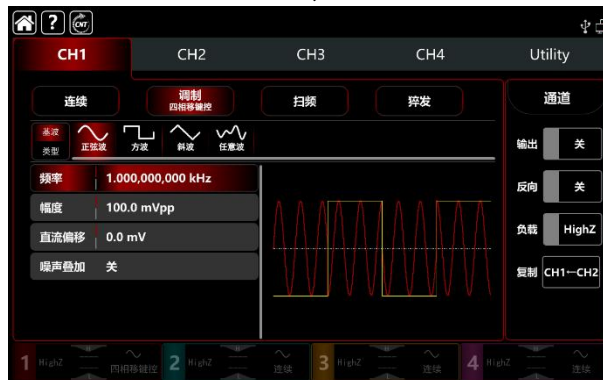 ? CNT
CH1 CH2 CH3 CH4 Utility
连续 调制 扫频 猝发 通道
四相移键控
基波
类型
正弦波 方波 斜波 任意波
输出 关
频率 1.000,000,000 kHz
反向 关
幅度 100.0 mVpp
负载 HighZ
直流偏移 0.0 mV
噪声叠加 关
复制 CH1←CH2
1 HighZ 四相移键控 2 HighZ 连续 3 HighZ 连续 4 HighZ 连续